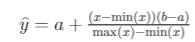 ŷ = a + (x−min(x))(b−a) / max(x)−min(x)